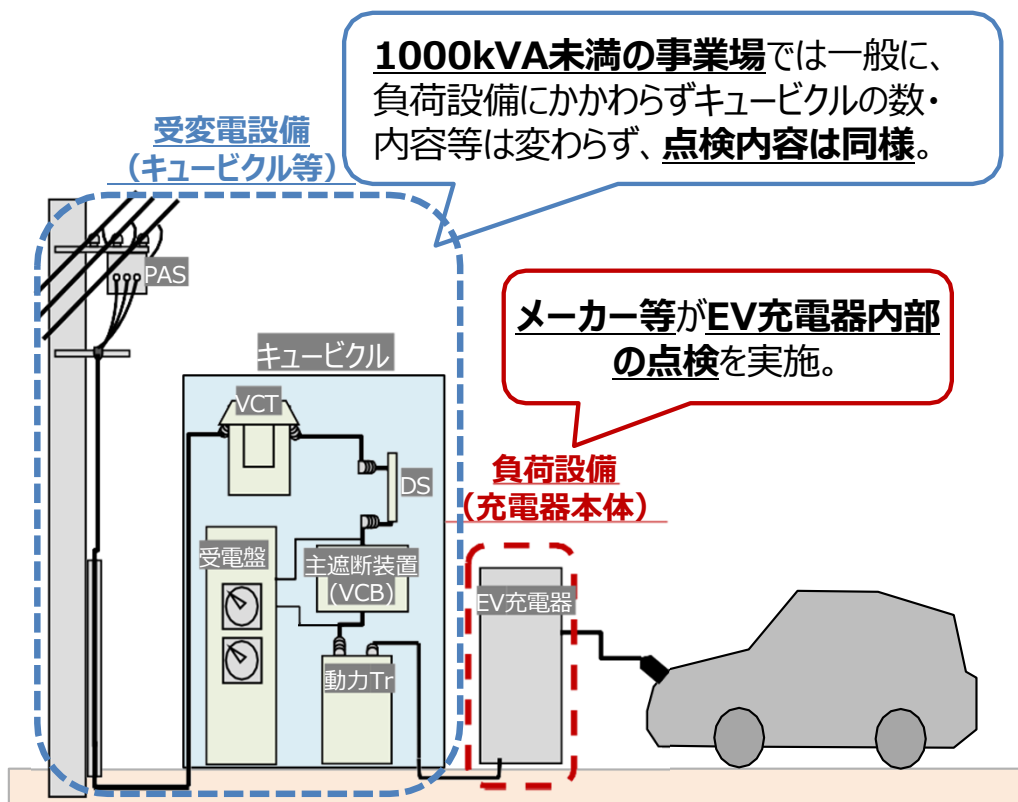 1000kVA未満の事業場では一般に、
負荷設備にかかわらずキュービクルの数・
内容等は変わらず、点検内容は同様。
受変電設備
（キュービクル等）
PAS
メーカー等がEV充電器内部
の点検を実施。
キュービクル
VCT
DS
負荷設備
（充電器本体）
受電盤
主遮断装置
(VCB)
EV充電器
動力Tr